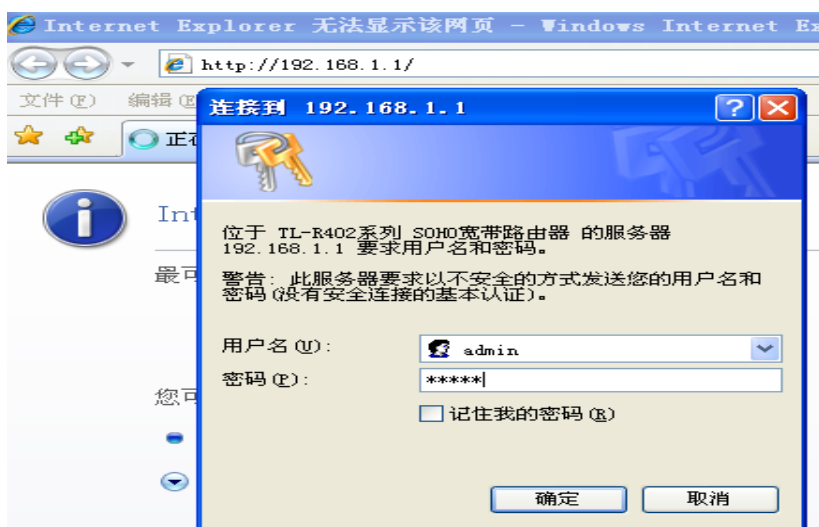 Internet Explorer 无法显示该网页 - Windows Internet Ex
http://192.168.1.1/
文件(F) 编辑(E
连接到 192.168.1.1
正在
Int
位于 TL-R402系列 SOHO宽带路由器 的服务器
192.168.1.1 要求用户名和密码。
最可
警告: 此服务器要求以不安全的方式发送您的用户名和
密码(没有安全连接的基本认证)。
用户名(U):
admin
密码(P):
*****
您可
记住我的密码(R)
确定
取消